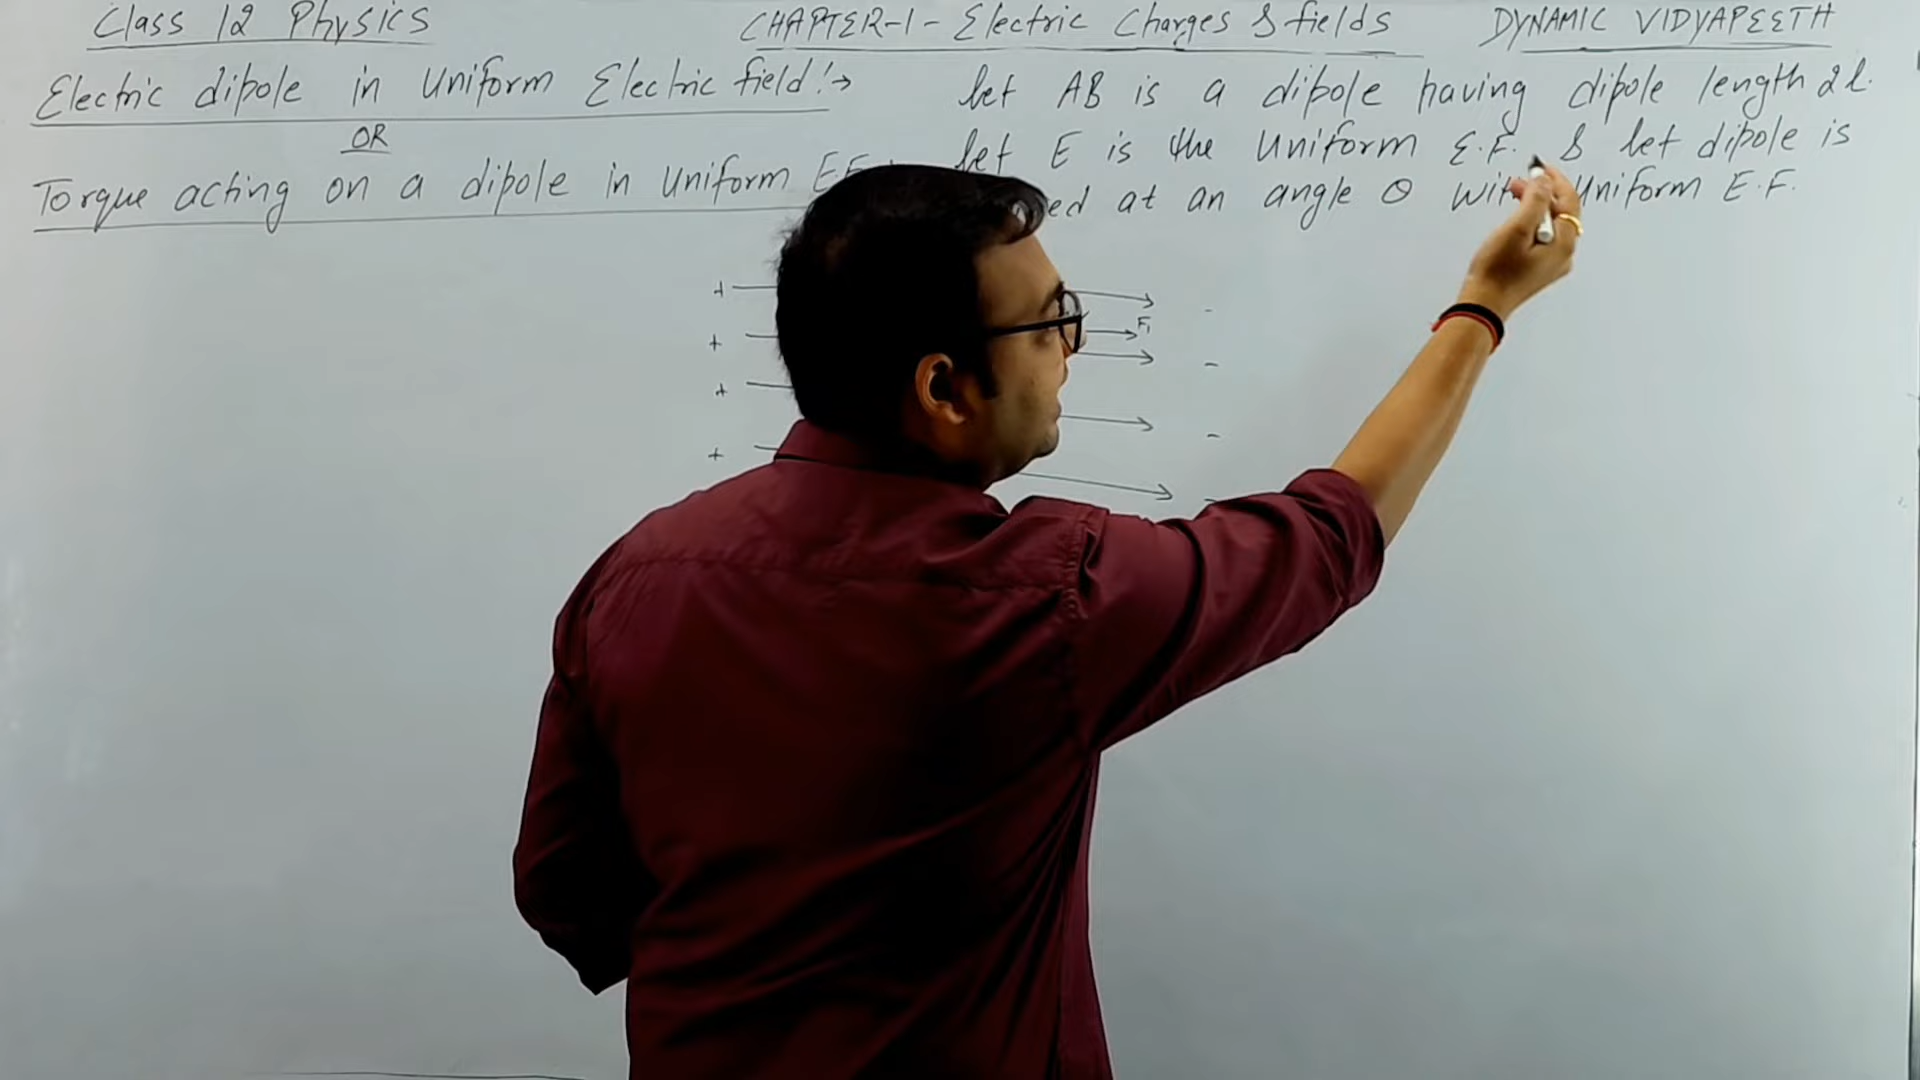 Class 12 Physics
CHAPTER-1 - Electric Charges & fields
DYNAMIC VIDYAPEETH
Electric dipole in Uniform Electric field:→
OR
Torque acting on a dipole in Uniform E.F.
let AB is a dipole having dipole length 2l.
let E is the Uniform E.F. & let dipole is
at an angle θ with Uniform E.F.
+ -
F₁
+ -
+ -
+ -